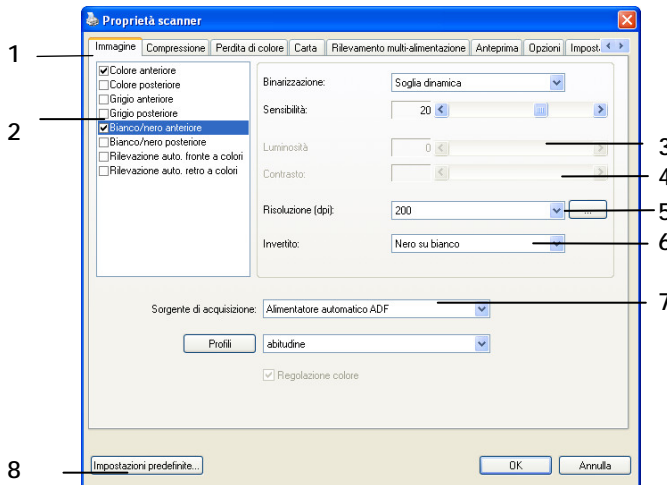 Proprietà scanner
Immagine Compressione Perdita di colore Carta Rilevamento multi-alimentazione Anteprima Opzioni
1
Colore anteriore
Colore posteriore
Grigio anteriore
Grigio posteriore
2
Bianco/nero anteriore
Bianco/nero posteriore
Rilevazione auto. fronte a colori
Rilevazione auto. retro a colori
Binarizzazione: Soglia dinamica
Sensibilità: 20
Luminosità 0
3
Contrasto:
4
Risoluzione (dpi): 200 ...
5
Invertito: Nero su bianco
6
Sorgente di acquisizione: Alimentatore automatico ADF
7
Profili abitudine
Regolazione colore
8
Impostazioni predefinite... OK Annulla